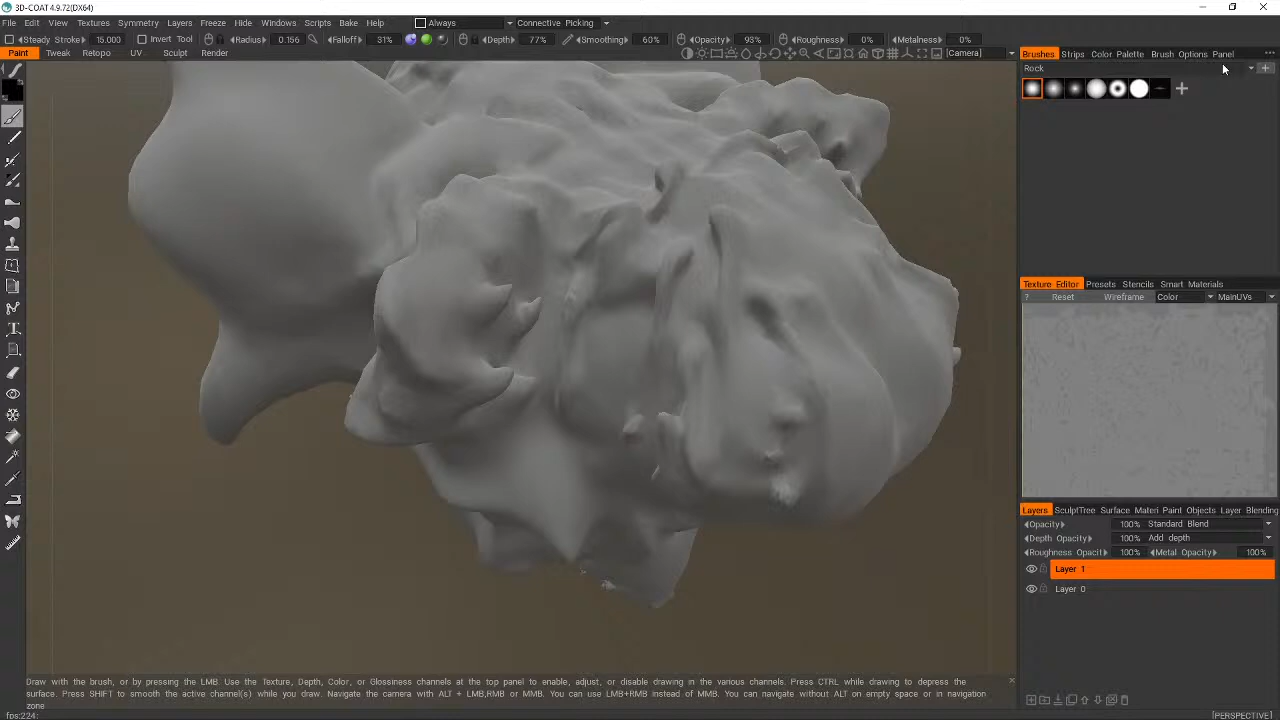 3D-COAT 4.9.72(DX64)
File Edit View Textures Symmetry Layers Freeze Hide Windows Scripts Bake Help Always Connective Picking
Steady Stroke 15.000 Invert Tool Radius 0.156 Falloff 31% Depth 77% Smoothing 60% Opacity 93% Roughness 0% Metalness 0%
Paint Tweak Retopo UV Sculpt Render [Camera]
Brushes Strips Color Palette Brush Options Panel
Rock
Texture Editor Presets Stencils Smart Materials
? Reset Wireframe Color MainUVs
Layers SculptTree Surface Materi Paint Objects Layer Blending
Opacity 100% Standard Blend
Depth Opacity 100% Add depth
Roughness Opacit 100% Metal Opacity 100%
Layer 1
Layer 0
Draw with the brush, or by pressing the LMB. Use the Texture, Depth, Color, or Glossiness channels at the top panel to enable, adjust, or disable drawing in the various channels. Press CTRL while drawing to depress the
surface. Press SHIFT to smooth the active channel(s) while you draw. Navigate the camera with ALT + LMB,RMB or MMB. You can use LMB+RMB instead of MMB. You can navigate without ALT on empty space or in navigation
zone
fps:224; [PERSPECTIVE]